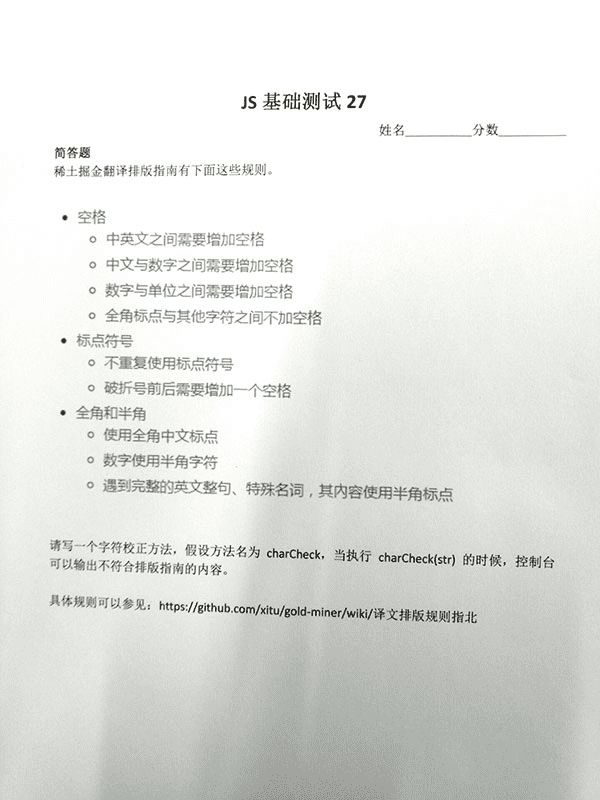 JS 基础测试 27
姓名__________分数__________
简答题
稀土掘金翻译排版指南有下面这些规则。
• 空格
○ 中英文之间需要增加空格
○ 中文与数字之间需要增加空格
○ 数字与单位之间需要增加空格
○ 全角标点与其他字符之间不加空格
• 标点符号
○ 不重复使用标点符号
○ 破折号前后需要增加一个空格
• 全角和半角
○ 使用全角中文标点
○ 数字使用半角字符
○ 遇到完整的英文整句、特殊名词，其内容使用半角标点
请写一个字符校正方法，假设方法名为 charCheck，当执行 charCheck(str) 的时候，控制台
可以输出不符合排版指南的内容。
具体规则可以参见：https://github.com/xitu/gold-miner/wiki/译文排版规则指北